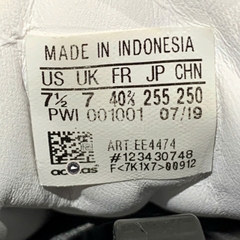 MADE IN INDONESIA
US UK FR JP CHN
7½ 7 40⅔ 255 250
PWI 001001 07/19
ART EE4474
#123430748
adidas F<7K1X7>00912